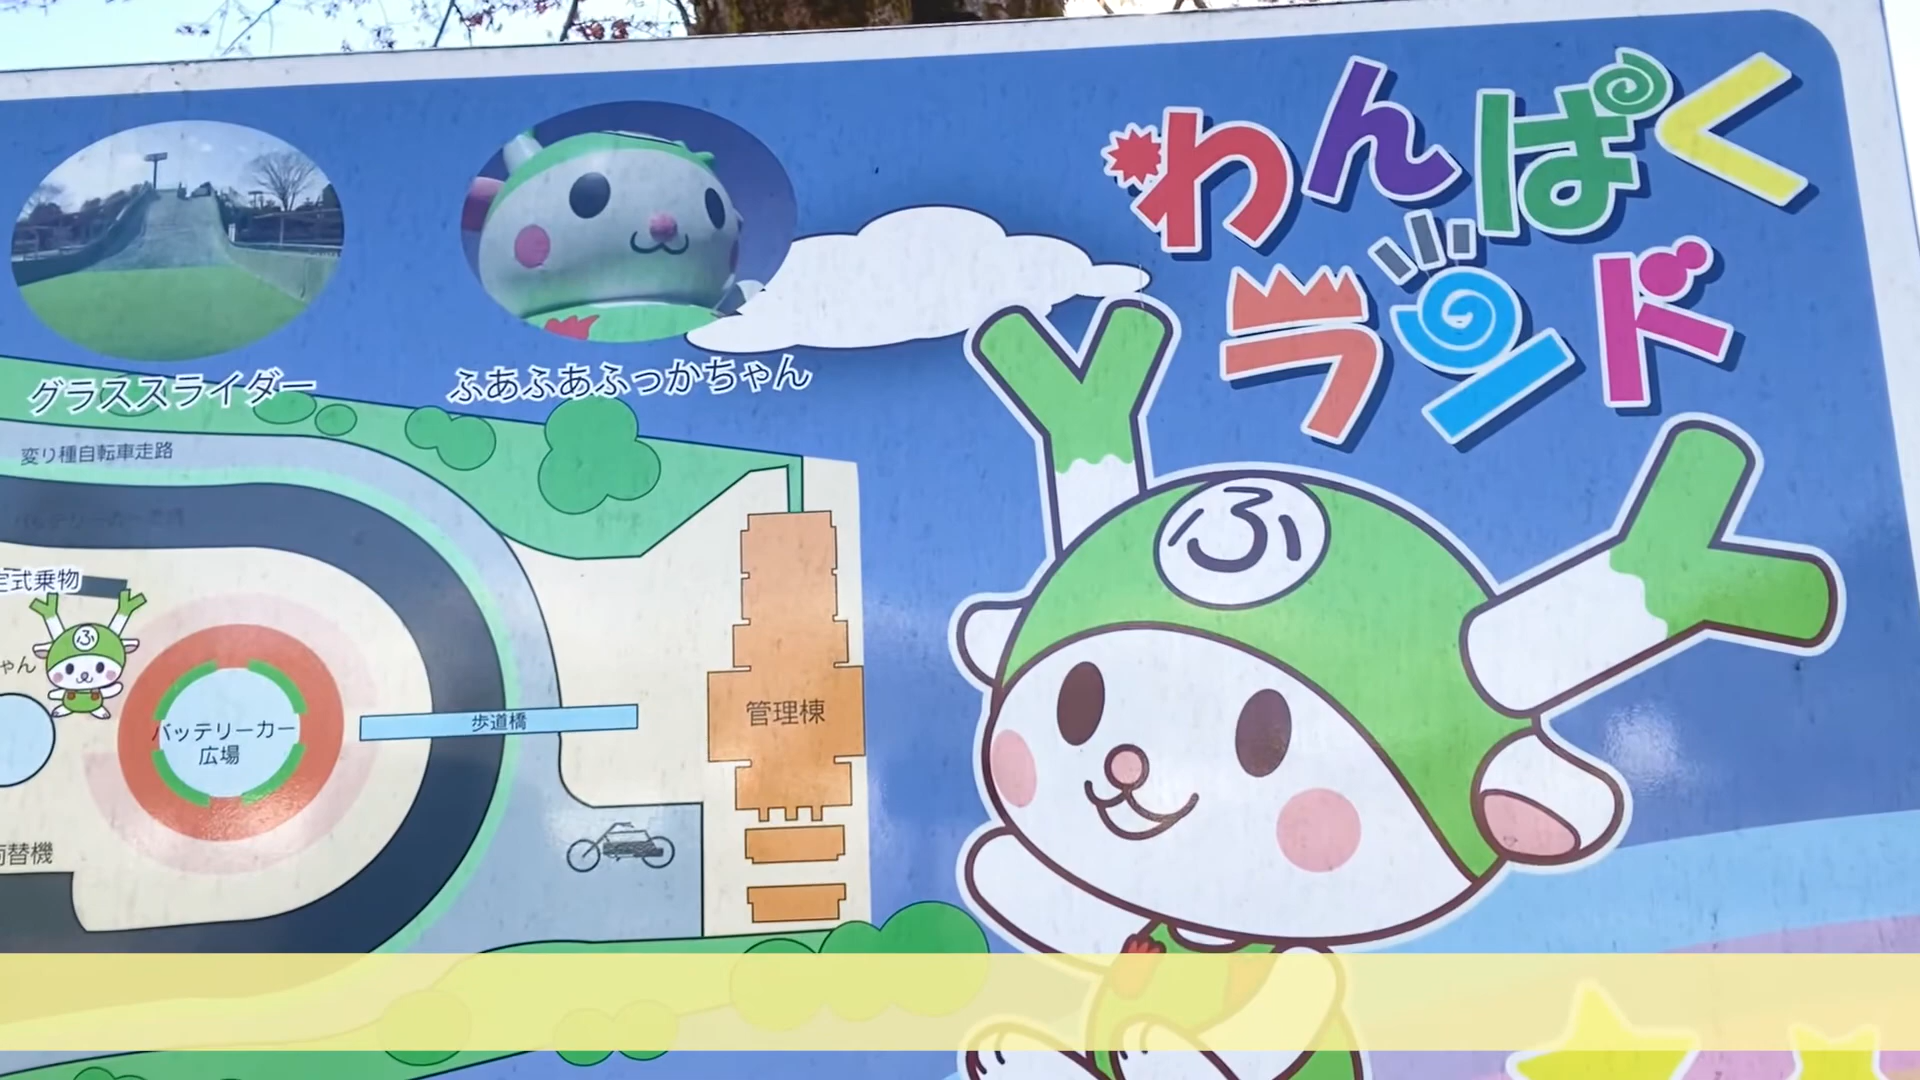 わんぱく
ランド
グラススライダー
ふあふあふっかちゃん
変り種自転車走路
定式乗物
ふ
ゃん
バッテリーカー
広場
歩道橋
管理棟
両替機
ふ